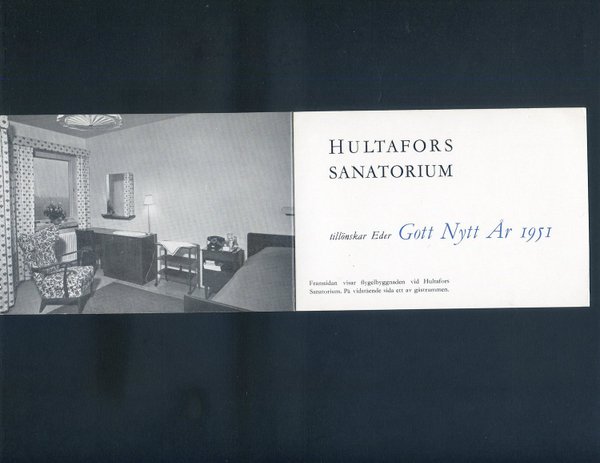 HULTAFORS
SANATORIUM
tillönskar Eder Gott Nytt År 1951
Framsidan visar flygelbyggnaden vid Hultafors
Sanatorium. På vidstående sida ett av gästrummen.